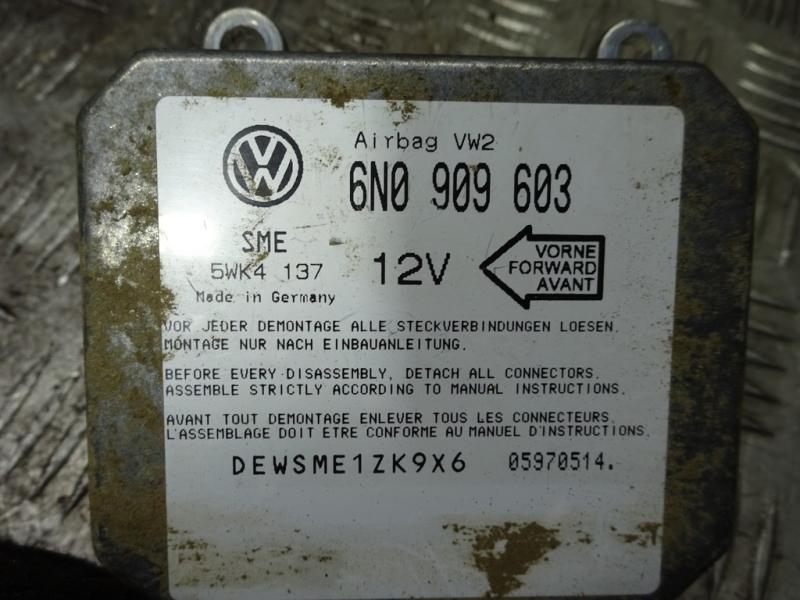 Airbag VW2
6N0 909 603
SME
5WK4 137
12V
VORNE
FORWARD
AVANT
Made in Germany
VOR JEDER DEMONTAGE ALLE STECKVERBINDUNGEN LOESEN.
MONTAGE NUR NACH EINBAUANLEITUNG.
BEFORE EVERY DISASSEMBLY, DETACH ALL CONNECTORS.
ASSEMBLE STRICTLY ACCORDING TO MANUAL INSTRUCTIONS.
AVANT TOUT DEMONTAGE ENLEVER TOUS LES CONNECTEURS.
L'ASSEMBLAGE DOIT ETRE CONFORME AU MANUEL D'INSTRUCTIONS.
DEWSME1ZK9X6 05970514.